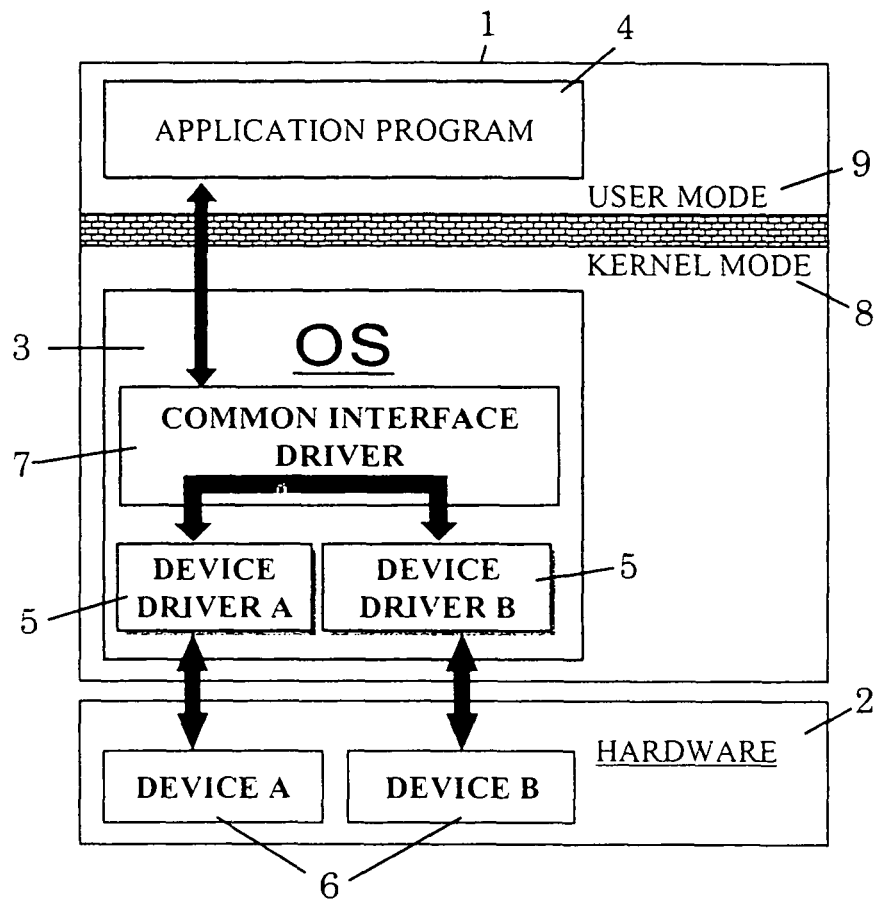 1
4
APPLICATION PROGRAM
9
USER MODE
KERNEL MODE
8
3
OS
COMMON INTERFACE
DRIVER
7
DEVICE
DRIVER A
DEVICE
DRIVER B
5
5
2
HARDWARE
DEVICE A
DEVICE B
6